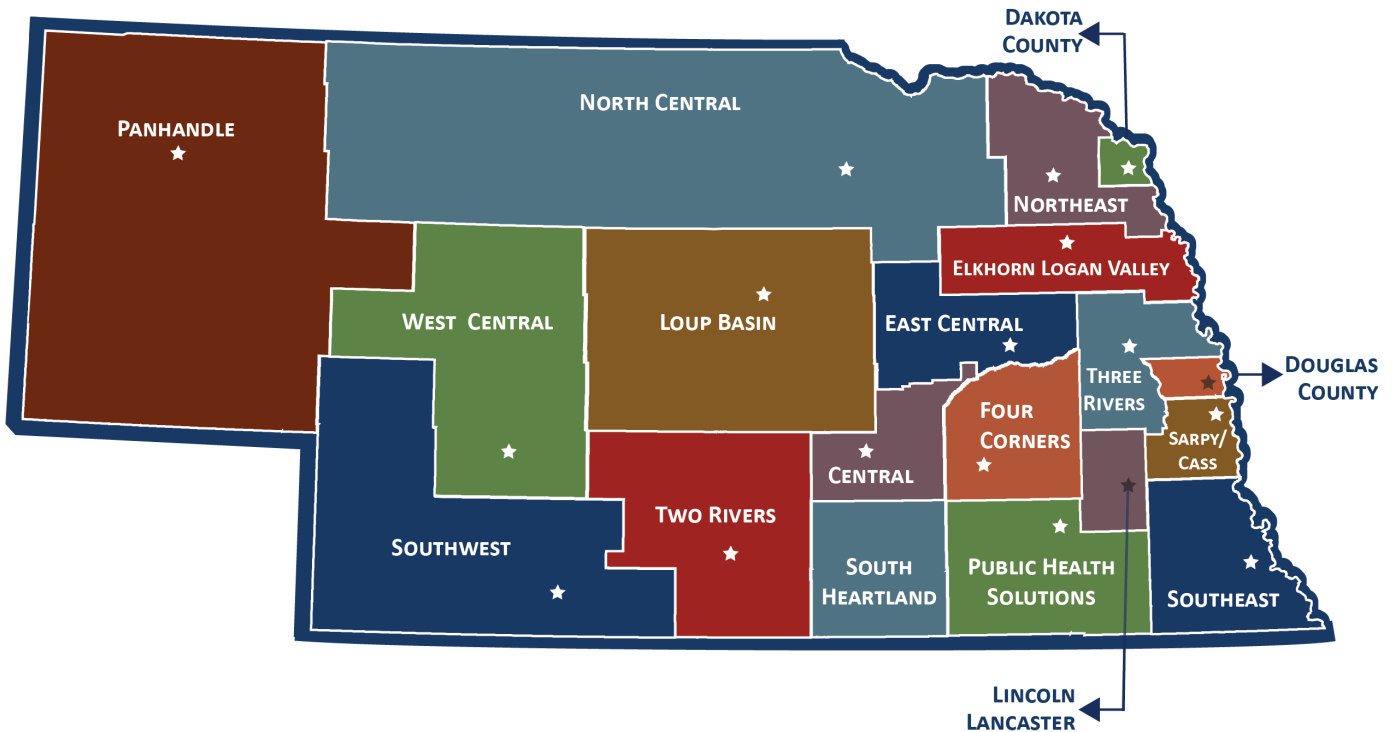 DAKOTA
COUNTY
NORTH CENTRAL
PANHANDLE
NORTHEAST
ELKHORN LOGAN VALLEY
WEST CENTRAL
LOUP BASIN
EAST CENTRAL
DOUGLAS
COUNTY
THREE
RIVERS
FOUR
CORNERS
SARPY/
CASS
CENTRAL
TWO RIVERS
SOUTHWEST
SOUTH
HEARTLAND
PUBLIC HEALTH
SOLUTIONS
SOUTHEAST
LINCOLN
LANCASTER